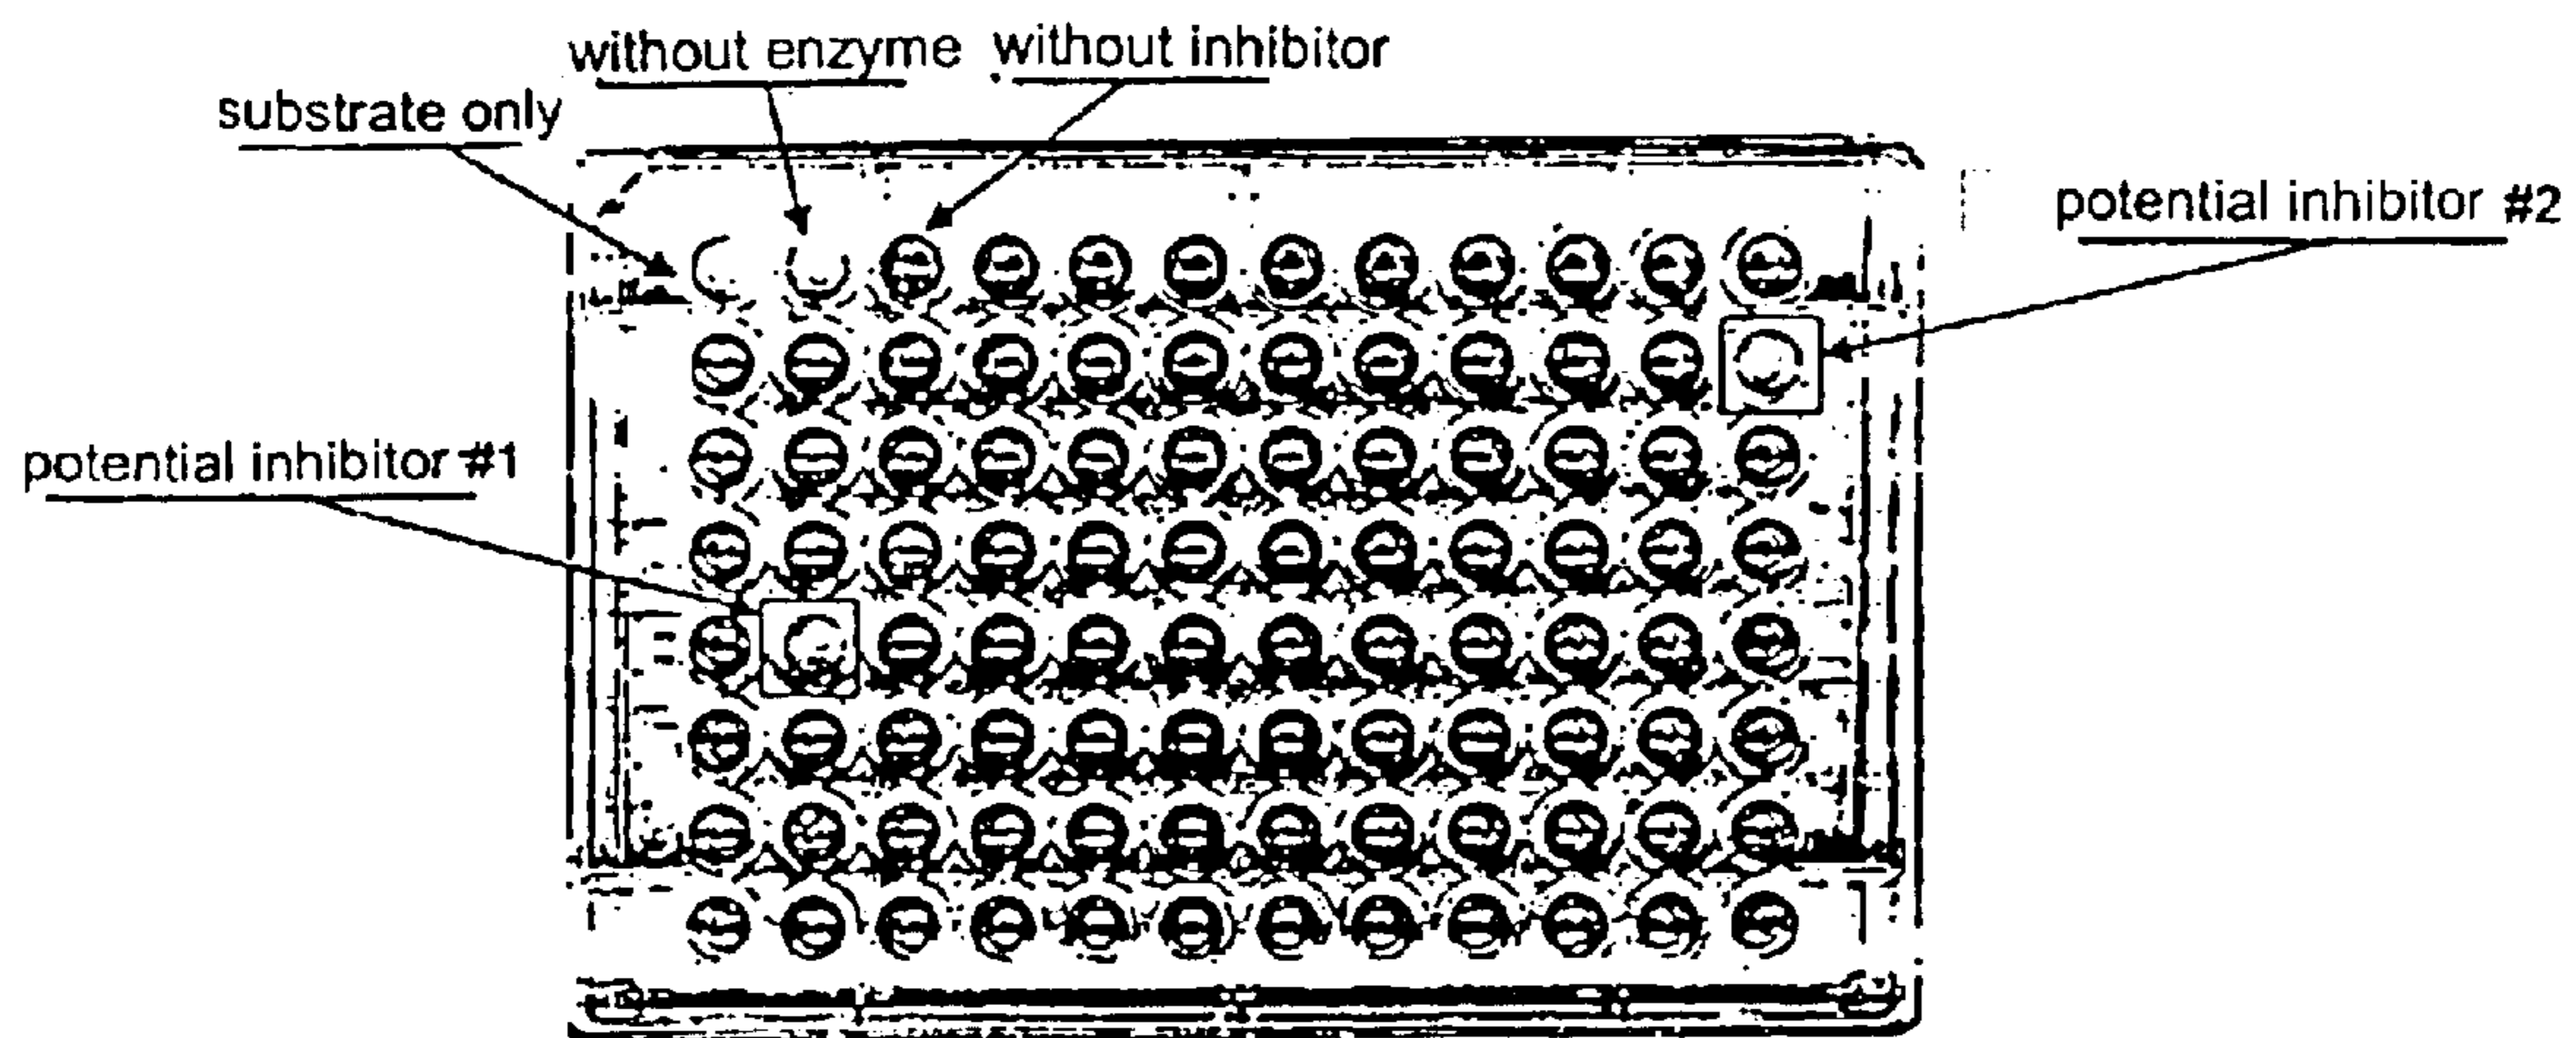 without enzyme
without inhibitor
substrate only
potential inhibitor #2
potential inhibitor #1